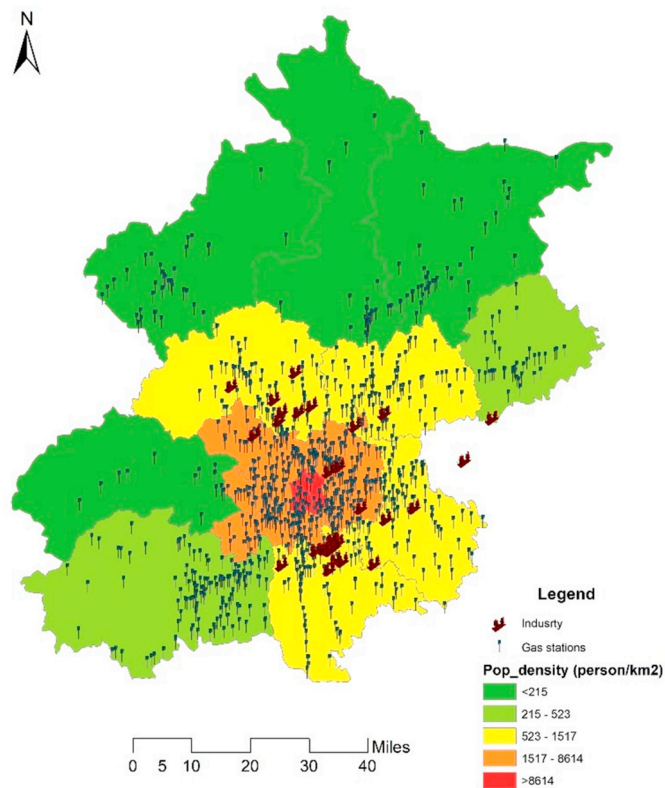 N
Legend
Indusrty
Gas stations
Pop_density (person/km2)
<215
215 - 523
523 - 1517
1517 - 8614
>8614
Miles
0 5 10 20 30 40